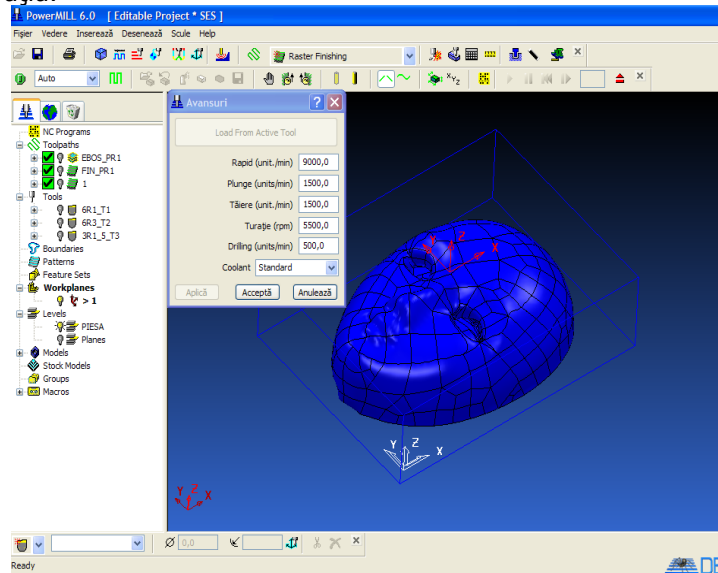 PowerMILL 6.0 [ Editable Project * SES ]
Fișier Vedere Inserează Desenează Scule Help
Raster Finishing
Auto
XYZ
Avansuri
Load From Active Tool
Rapid (unit./min) 9000,0
Plunge (units/min) 1500,0
Tăiere (unit./min) 1500,0
Turație (rpm) 5500,0
Drilling (units/min) 500,0
Coolant Standard
Aplică Acceptă Anulează
NC Programs
Toolpaths
EBOS_PR1
FIN_PR1
1
Tools
6R1_T1
6R3_T2
3R1_5_T3
Boundaries
Patterns
Feature Sets
Workplanes
> 1
Levels
PIESA
Planes
Models
Stock Models
Groups
Macros
Y Z X
Y Z X
Y Z X
Ø 0,0
Ready